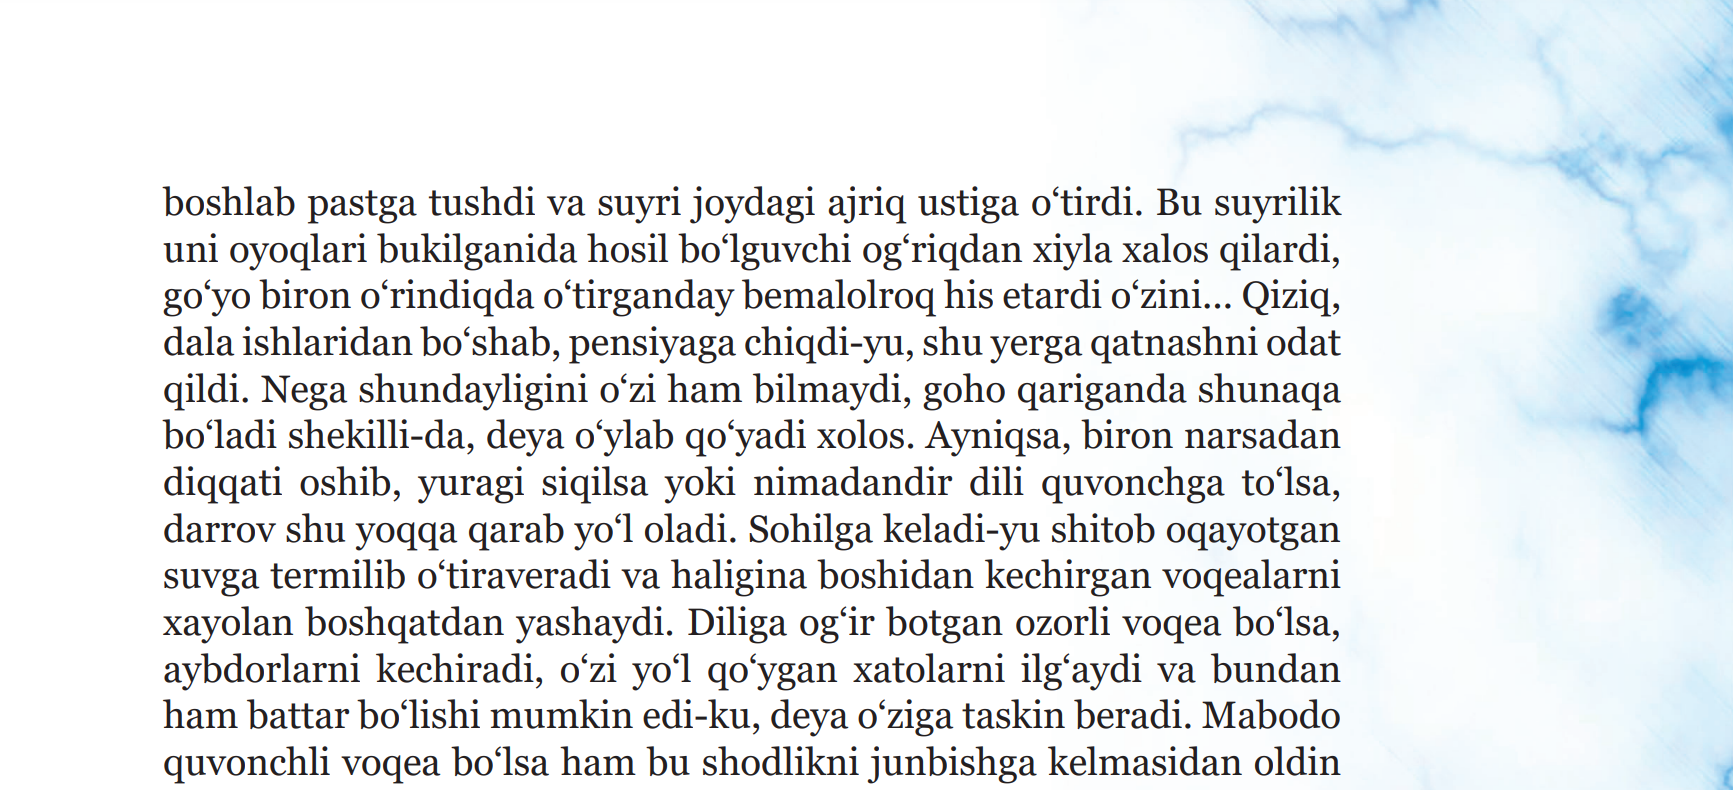 boshlab pastga tushdi va suyri joydagi ajriq ustiga o‘tirdi. Bu suyrilik
uni oyoqlari bukilganida hosil bo‘lguvchi og‘riqdan xiyla xalos qilardi,
go‘yo biron o‘rindiqda o‘tirganday bemalolroq his etardi o‘zini... Qiziq,
dala ishlaridan bo‘shab, pensiyaga chiqdi-yu, shu yerga qatnashni odat
qildi. Nega shundayligini o‘zi ham bilmaydi, goho qariganda shunaqa
bo‘ladi shekilli-da, deya o‘ylab qo‘yadi xolos. Ayniqsa, biron narsadan
diqqati oshib, yuragi siqilsa yoki nimadandir dili quvonchga to‘lsa,
darrov shu yoqqa qarab yo‘l oladi. Sohilga keladi-yu shitob oqayotgan
suvga termilib o‘tiraveradi va haligina boshidan kechirgan voqealarni
xayolan boshqatdan yashaydi. Diliga og‘ir botgan ozorli voqea bo‘lsa,
aybdorlarni kechiradi, o‘zi yo‘l qo‘ygan xatolarni ilg‘aydi va bundan
ham battar bo‘lishi mumkin edi-ku, deya o‘ziga taskin beradi. Mabodo
quvonchli voqea bo‘lsa ham bu shodlikni junbishga kelmasidan oldin